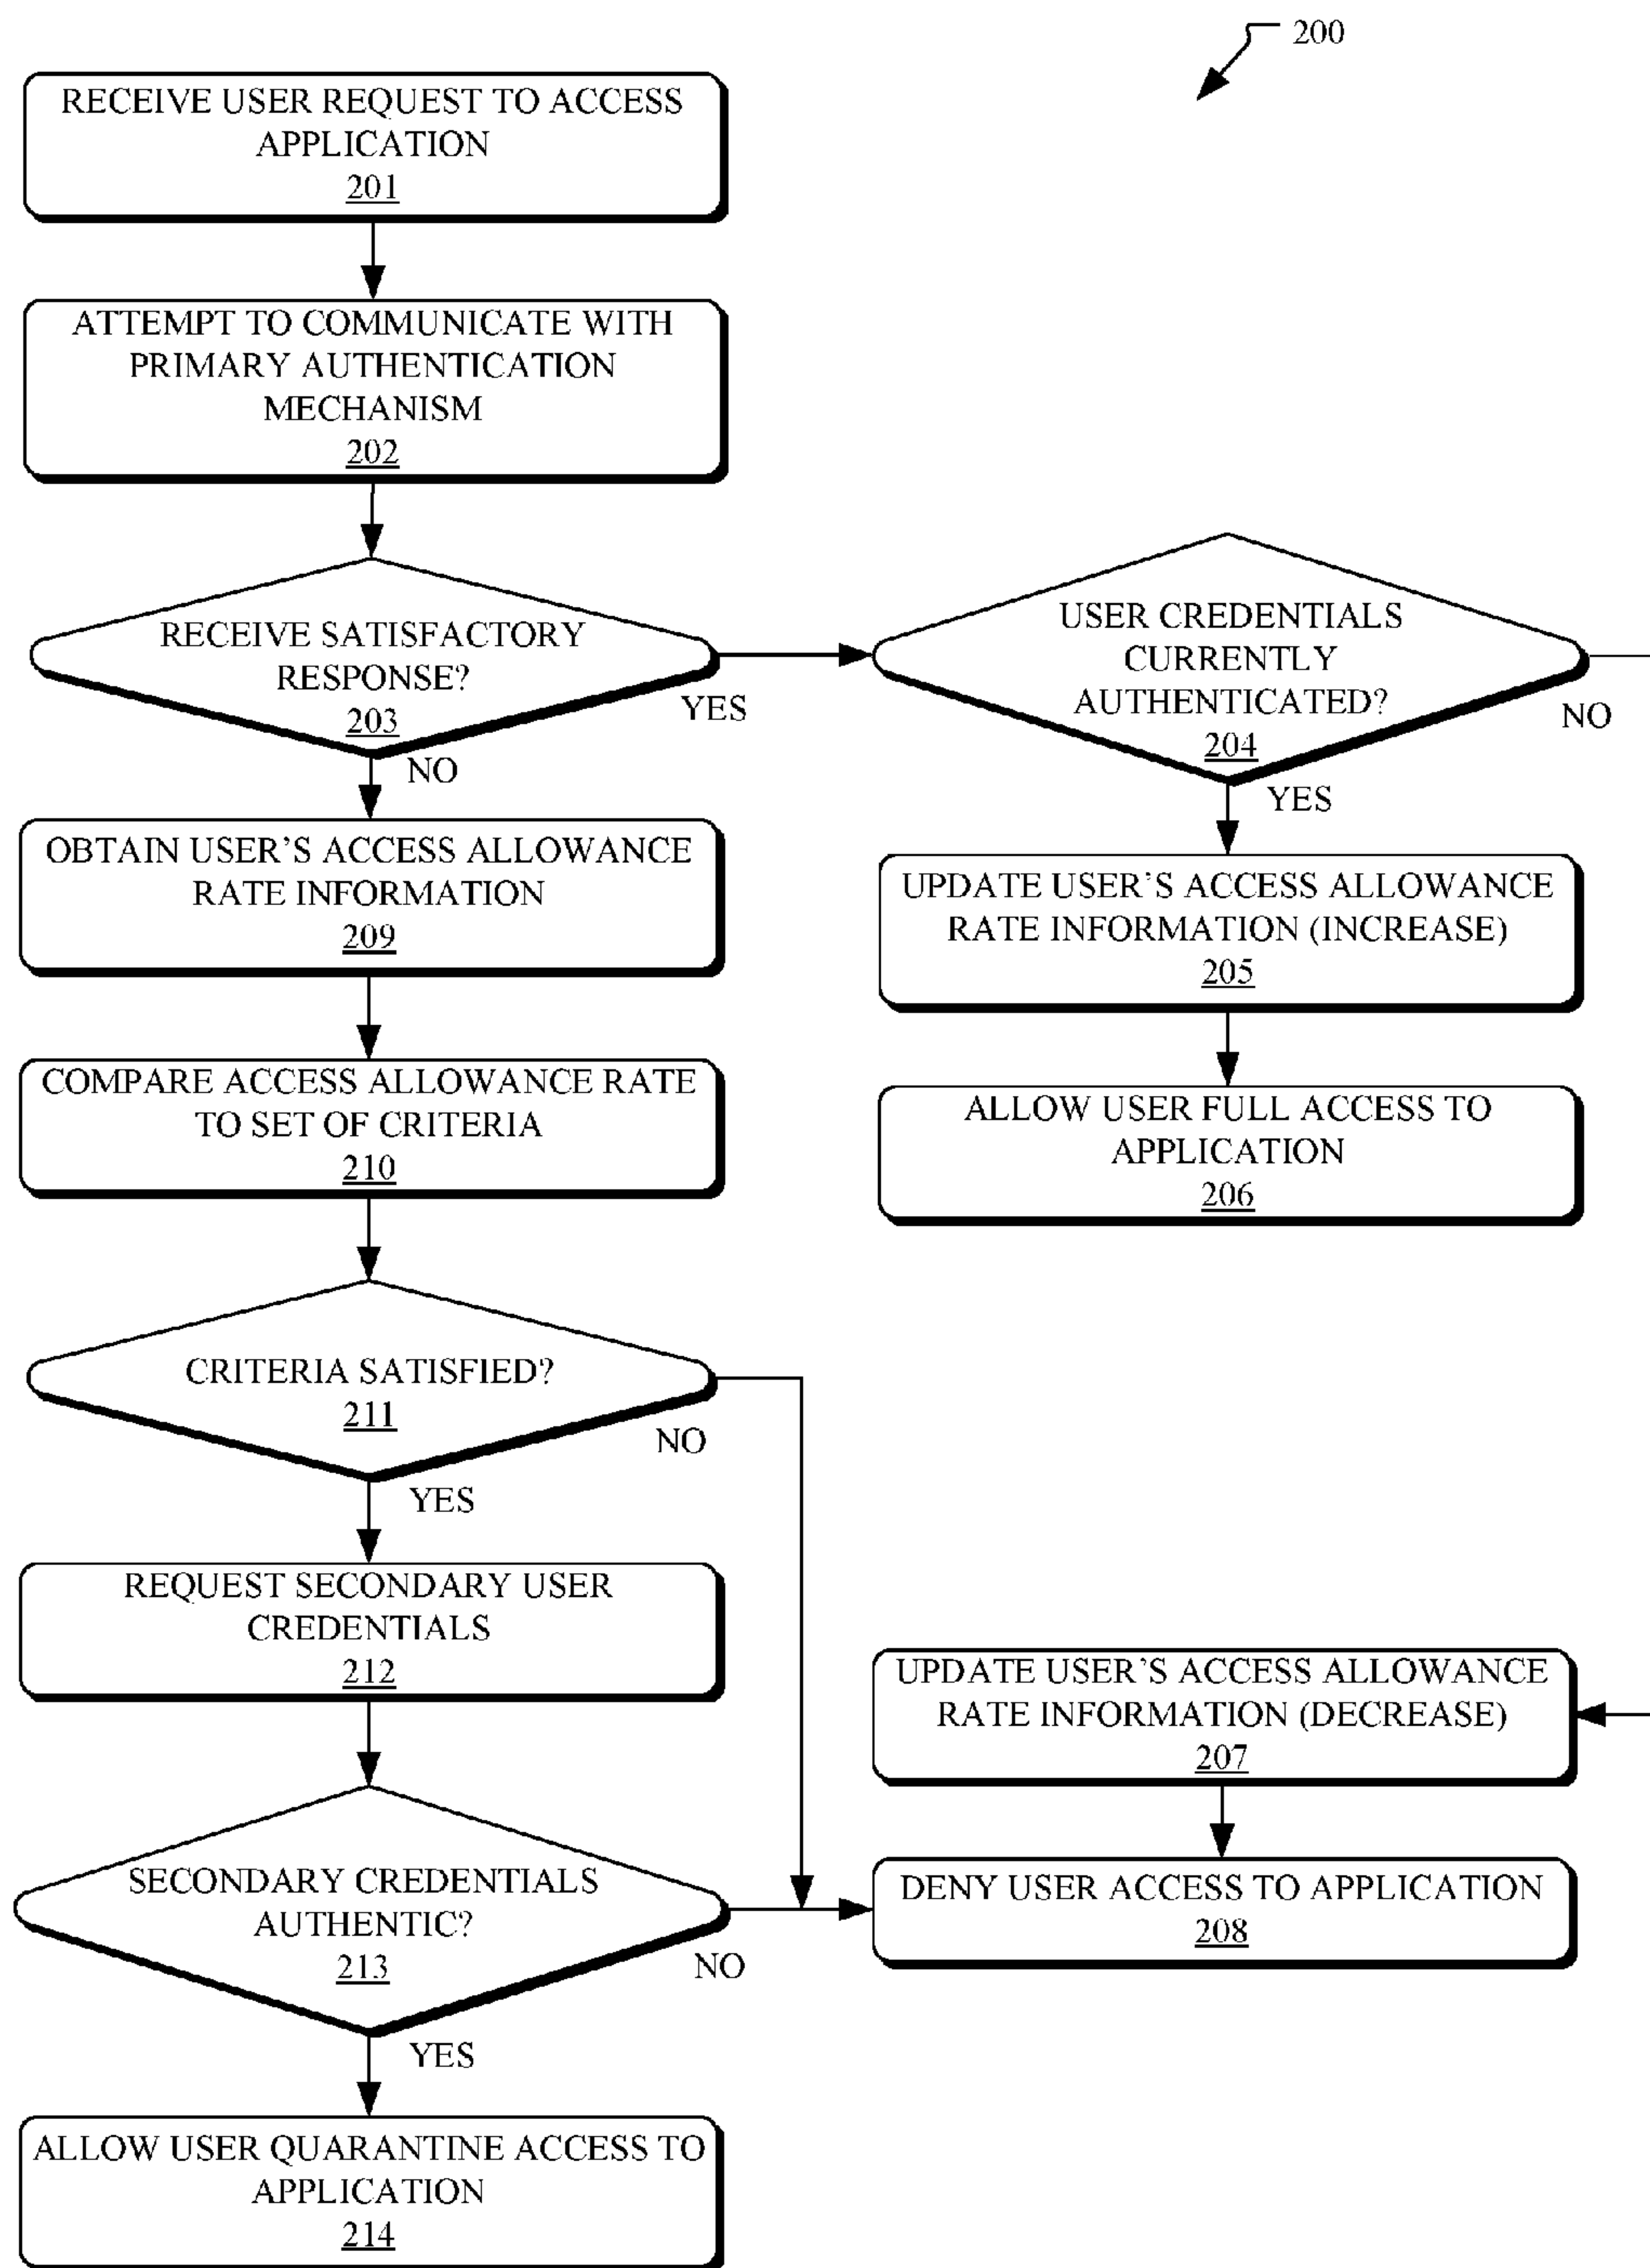 200
RECEIVE USER REQUEST TO ACCESS
APPLICATION
201
ATTEMPT TO COMMUNICATE WITH
PRIMARY AUTHENTICATION
MECHANISM
202
RECEIVE SATISFACTORY
RESPONSE?
203
YES
NO
USER CREDENTIALS
CURRENTLY
AUTHENTICATED?
204
NO
YES
UPDATE USER'S ACCESS ALLOWANCE
RATE INFORMATION (INCREASE)
205
ALLOW USER FULL ACCESS TO
APPLICATION
206
OBTAIN USER'S ACCESS ALLOWANCE
RATE INFORMATION
209
COMPARE ACCESS ALLOWANCE RATE
TO SET OF CRITERIA
210
CRITERIA SATISFIED?
211
NO
YES
REQUEST SECONDARY USER
CREDENTIALS
212
UPDATE USER'S ACCESS ALLOWANCE
RATE INFORMATION (DECREASE)
207
SECONDARY CREDENTIALS
AUTHENTIC?
213
NO
YES
DENY USER ACCESS TO APPLICATION
208
ALLOW USER QUARANTINE ACCESS TO
APPLICATION
214